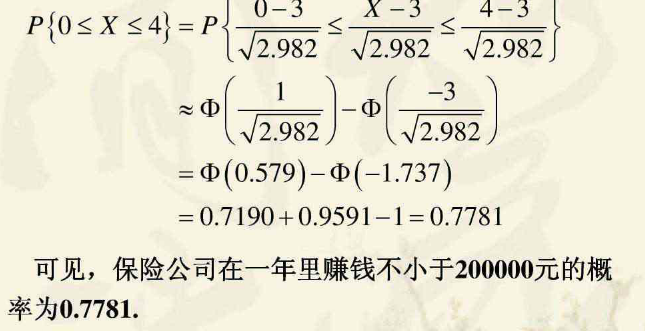 P{0 ≤ X ≤ 4} = P{(0−3)/√2.982 ≤ (X−3)/√2.982 ≤ (4−3)/√2.982}
≈ Φ(1/√2.982) − Φ(−3/√2.982)
= Φ(0.579) − Φ(−1.737)
= 0.7190 + 0.9591 − 1 = 0.7781
可见，保险公司在一年里赚钱不小于200000元的概
率为0.7781.